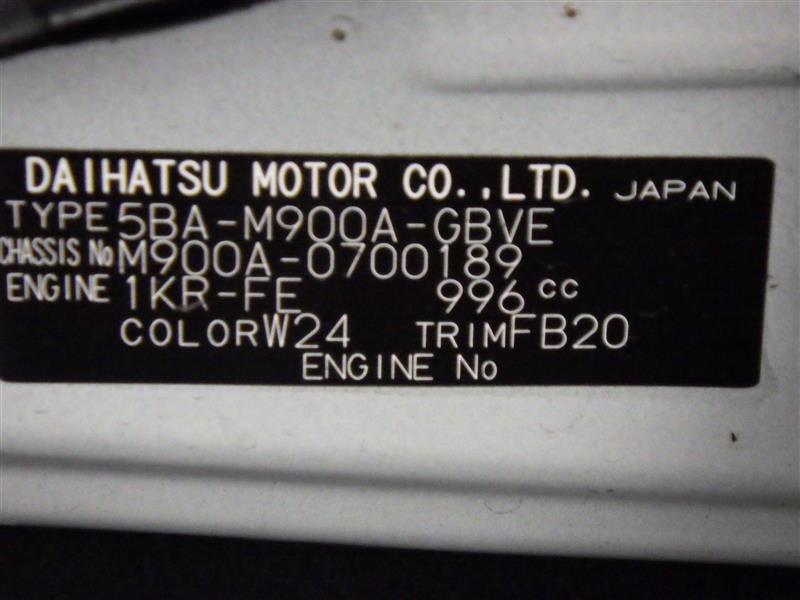 DAIHATSU MOTOR CO.,LTD. JAPAN
TYPE 5BA-M900A-GBVE
CHASSIS No M900A-0700189
ENGINE 1KR-FE 996 cc
COLOR W24 TRIM FB20
ENGINE No